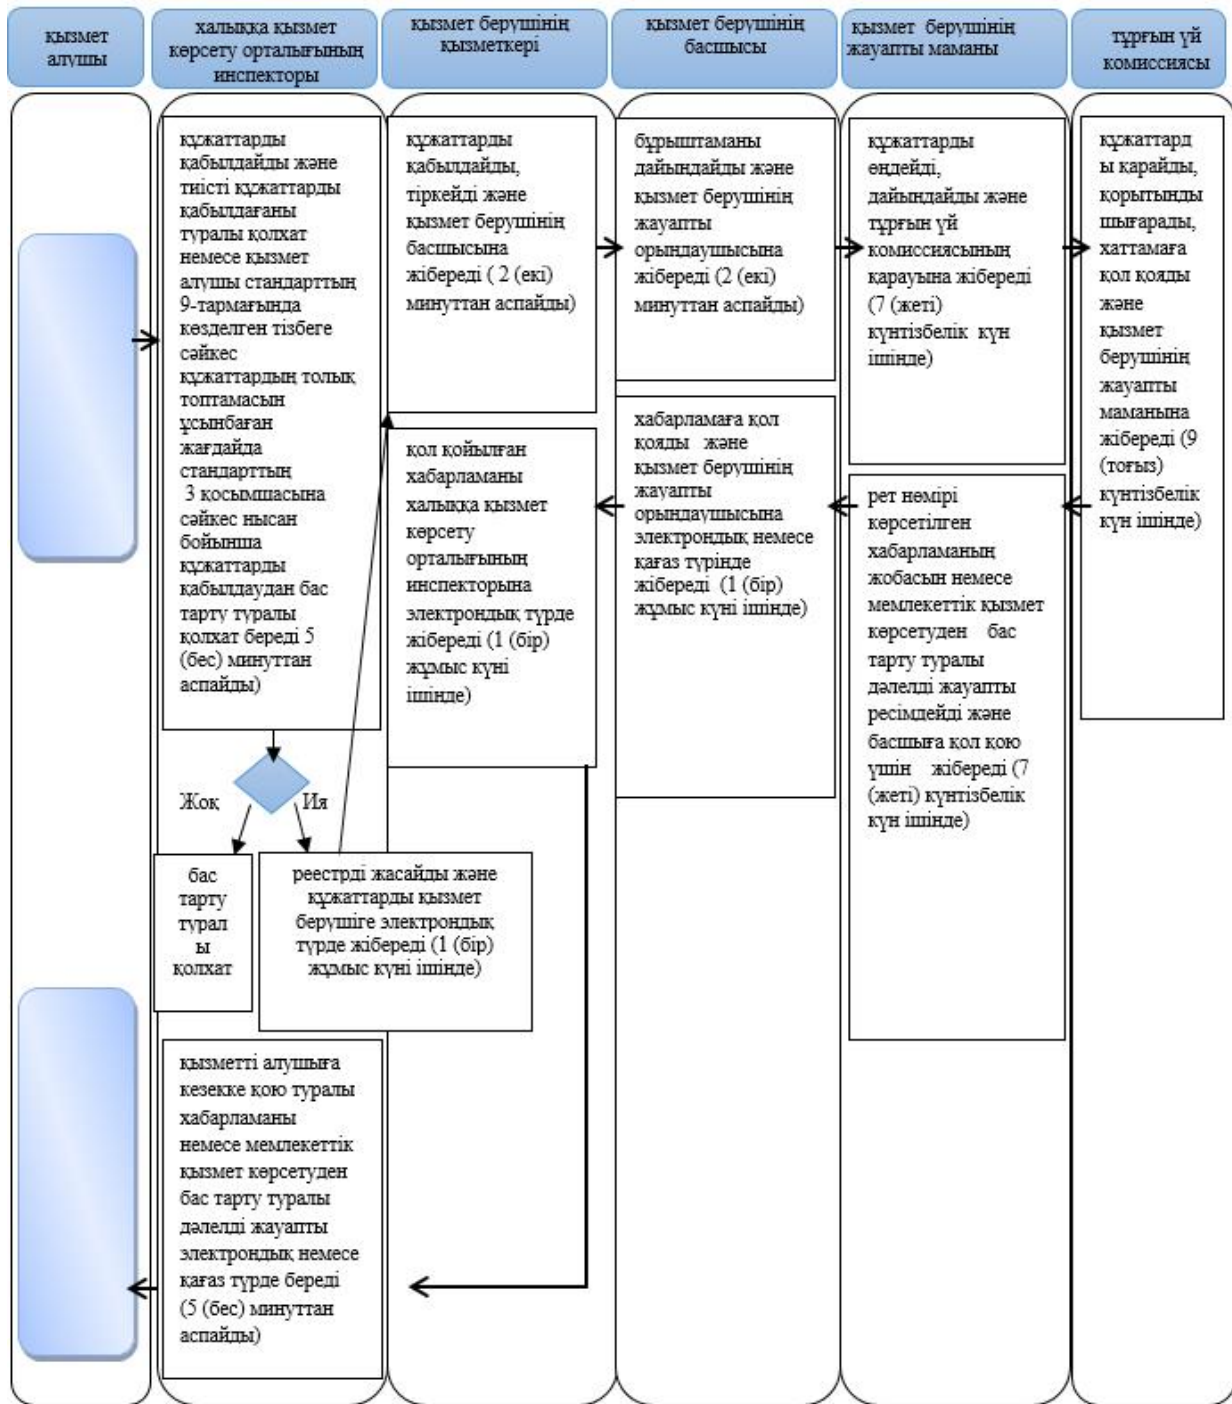 қызмет
алушы
халыққа қызмет
көрсету орталығының
инспекторы
қызмет берушінің
қызметкері
қызмет берушінің
басшысы
қызмет берушінің
жауапты маманы
тұрғын үй
комиссиясы
құжаттарды
қабылдайды және
тиісті құжаттарды
қабылдағаны
туралы қолхат
немесе қызмет
алушы стандарттың
9-тармағында
көзделген тізбеге
сәйкес
құжаттардың толық
топтамасын
ұсынбаған
жағдайда
стандарттың
3 қосымшасына
сәйкес нысан
бойынша
құжаттарды
қабылдаудан бас
тарту туралы
қолхат береді 5
(бес) минуттан
аспайды)
құжаттарды
қабылдайды,
тіркейді және
қызмет берушінің
басшысына
жібереді ( 2 (екі)
минуттан аспайды)
бұрыштаманы
дайындайды және
қызмет берушінің
жауапты
орындаушысына
жібереді (2 (екі)
минуттан аспайды)
құжаттарды
өңдейді,
дайындайды және
тұрғын үй
комиссиясының
қарауына жібереді
(7 (жеті)
күнтізбелік күн
ішінде)
құжаттард
ы қарайды,
қорытынды
шығарады,
хаттамаға
қол қояды
және
қызмет
берушінің
жауапты
маманына
жібереді (9
(тоғыз)
күнтізбелік
күн ішінде)
қол қойылған
хабарламаны
халыққа қызмет
көрсету
орталығының
инспекторына
электрондық түрде
жібереді (1 (бір)
жұмыс күні
ішінде)
хабарламаға қол
қояды және
қызмет берушінің
жауапты
орындаушысына
электрондық немесе
қағаз түрінде
жібереді (1 (бір)
жұмыс күні ішінде)
рет нөмірі
көрсетілген
хабарламаның
жобасын немесе
мемлекеттік қызмет
көрсетуден бас
тарту туралы
дәлелді жауапты
ресімдейді және
басшыға қол қою
үшін жібереді (7
(жеті) күнтізбелік
күн ішінде)
Жоқ
Ия
бас
тарту
турал
ы
қолхат
реестрді жасайды және
құжаттарды қызмет
берушіге электрондық
түрде жібереді (1 (бір)
жұмыс күні ішінде)
қызметті алушыға
кезекке қою туралы
хабарламаны
немесе мемлекеттік
қызмет көрсетуден
бас тарту туралы
дәлелді жауапты
электрондық немесе
қағаз түрде береді
(5 (бес) минуттан
аспайды)